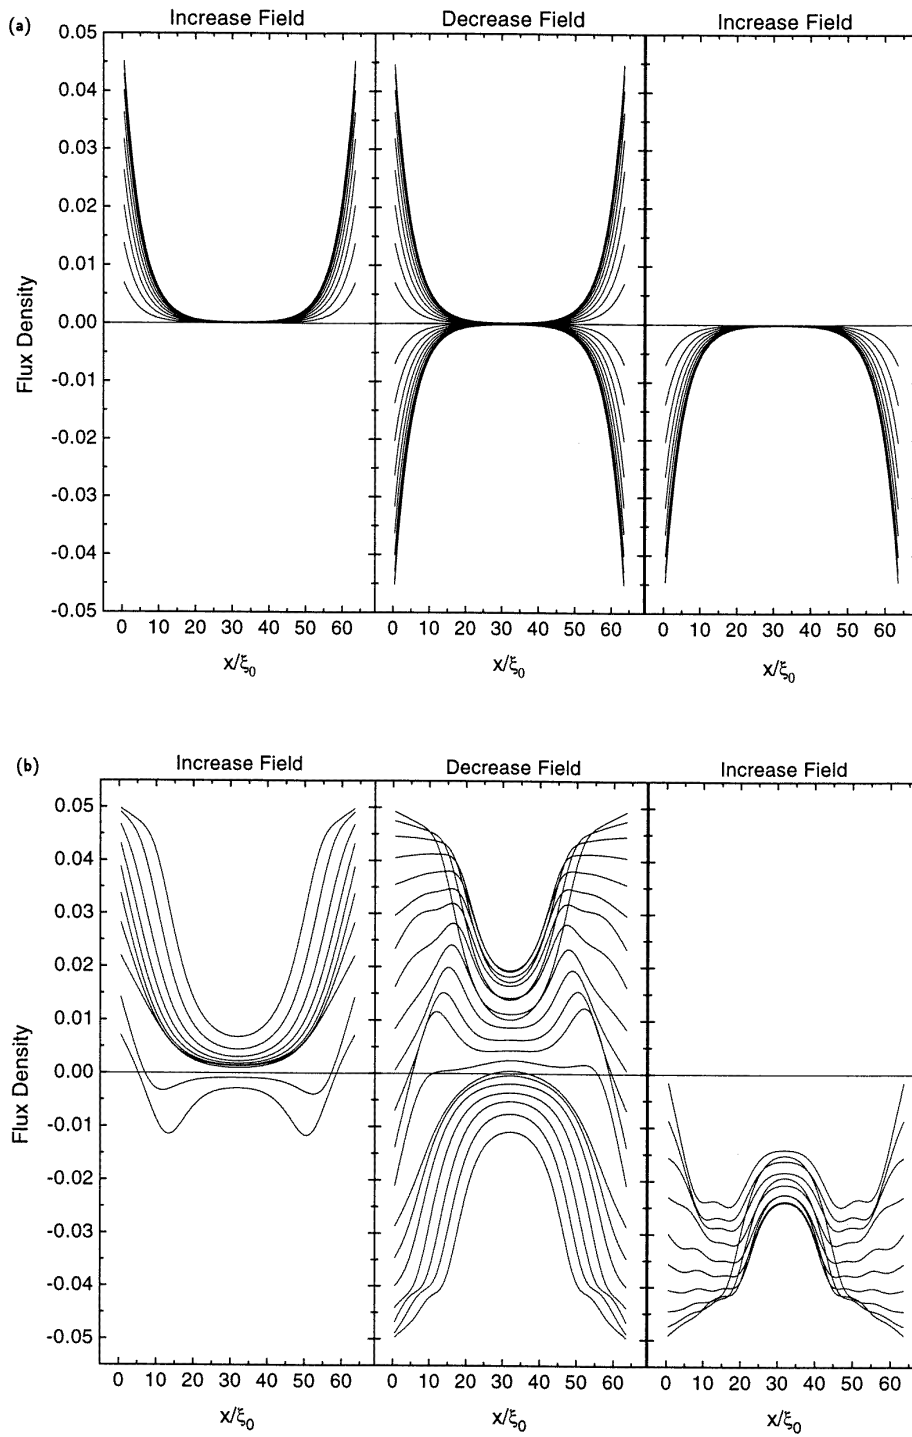 (a)
Increase Field
Decrease Field
Increase Field
0.05
0.04
0.03
0.02
0.01
0.00
-0.01
-0.02
-0.03
-0.04
-0.05
Flux Density
0 10 20 30 40 50 60
0 10 20 30 40 50 60
0 10 20 30 40 50 60
x/ξ₀
x/ξ₀
x/ξ₀
(b)
Increase Field
Decrease Field
Increase Field
0.05
0.04
0.03
0.02
0.01
0.00
-0.01
-0.02
-0.03
-0.04
-0.05
Flux Density
0 10 20 30 40 50 60
0 10 20 30 40 50 60
0 10 20 30 40 50 60
x/ξ₀
x/ξ₀
x/ξ₀